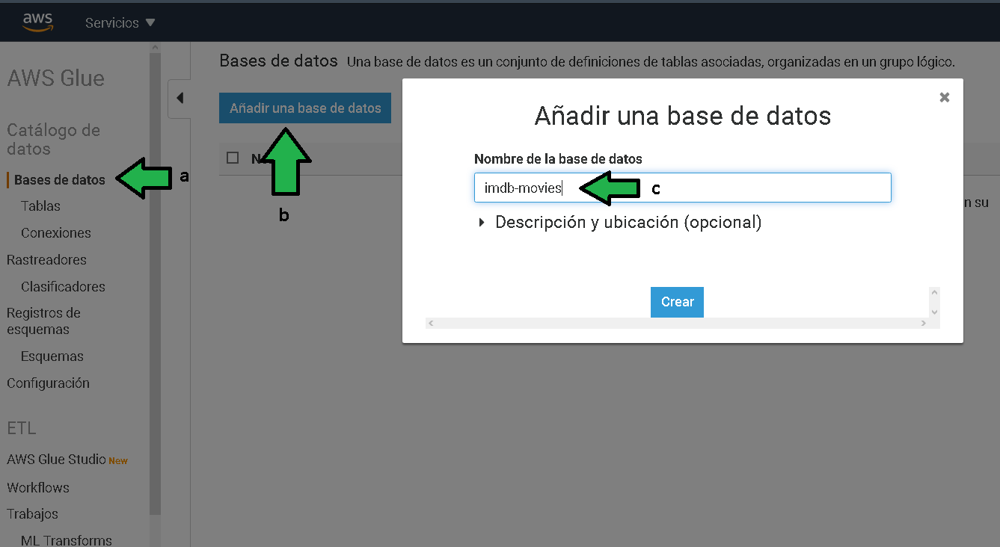 aws
Servicios
AWS Glue
Catálogo de
datos
Bases de datos
a
Tablas
Conexiones
Rastreadores
Clasificadores
Registros de
esquemas
Esquemas
Configuración
ETL
AWS Glue Studio New
Workflows
Trabajos
ML Transforms
Bases de datos Una base de datos es un conjunto de definiciones de tablas asociadas, organizadas en un grupo lógico.
Añadir una base de datos
b
n su
Añadir una base de datos
Nombre de la base de datos
imdb-movies
c
Descripción y ubicación (opcional)
Crear